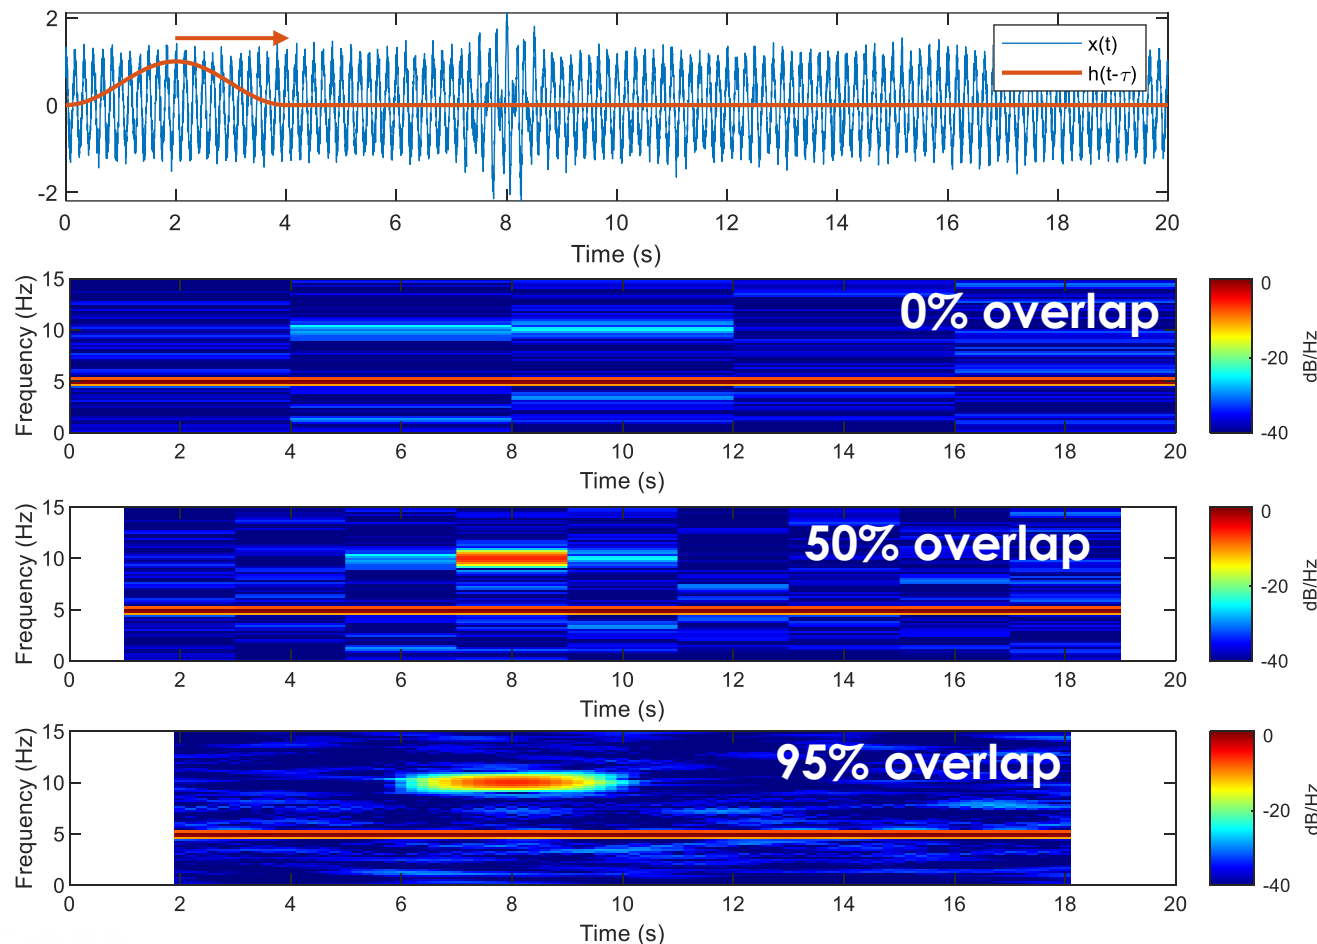 2
0
-2
x(t)
h(t-τ)
0 2 4 6 8 10 12 14 16 18 20
Time (s)
Frequency (Hz)
15
10
5
0
0% overlap
0 2 4 6 8 10 12 14 16 18 20
Time (s)
0
-20
-40
dB/Hz
Frequency (Hz)
15
10
5
0
50% overlap
0 2 4 6 8 10 12 14 16 18 20
Time (s)
0
-20
-40
dB/Hz
Frequency (Hz)
15
10
5
0
95% overlap
0 2 4 6 8 10 12 14 16 18 20
Time (s)
0
-20
-40
dB/Hz